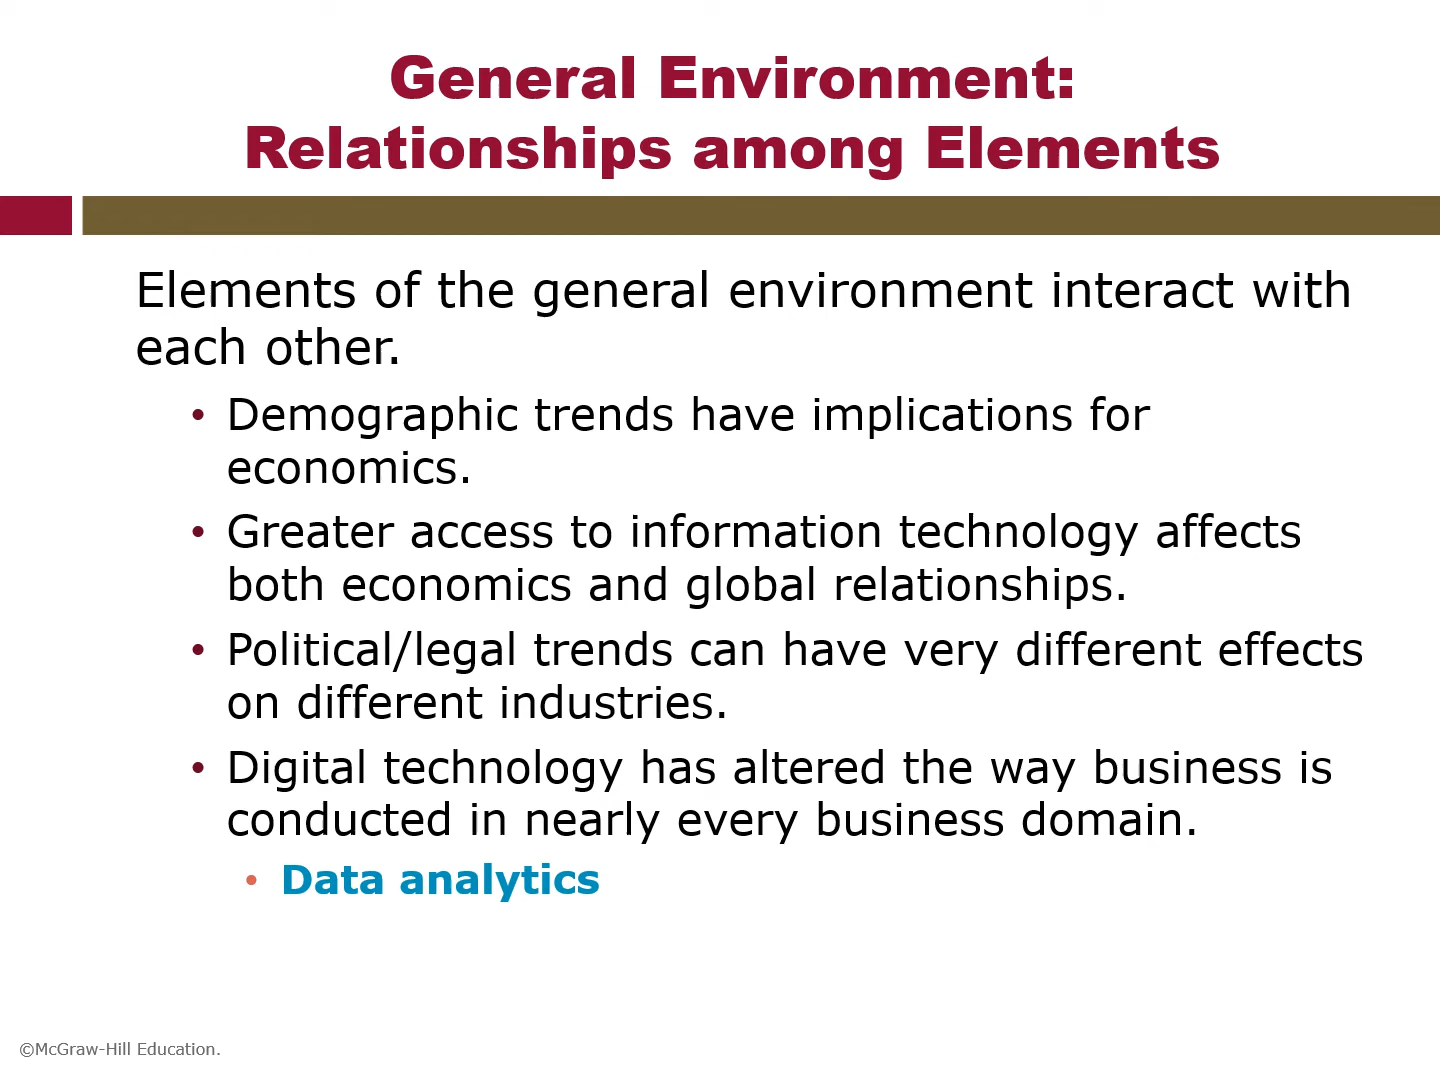 General Environment:
Relationships among Elements
Elements of the general environment interact with
each other.
• Demographic trends have implications for
economics.
• Greater access to information technology affects
both economics and global relationships.
• Political/legal trends can have very different effects
on different industries.
• Digital technology has altered the way business is
conducted in nearly every business domain.
• Data analytics
©McGraw-Hill Education.